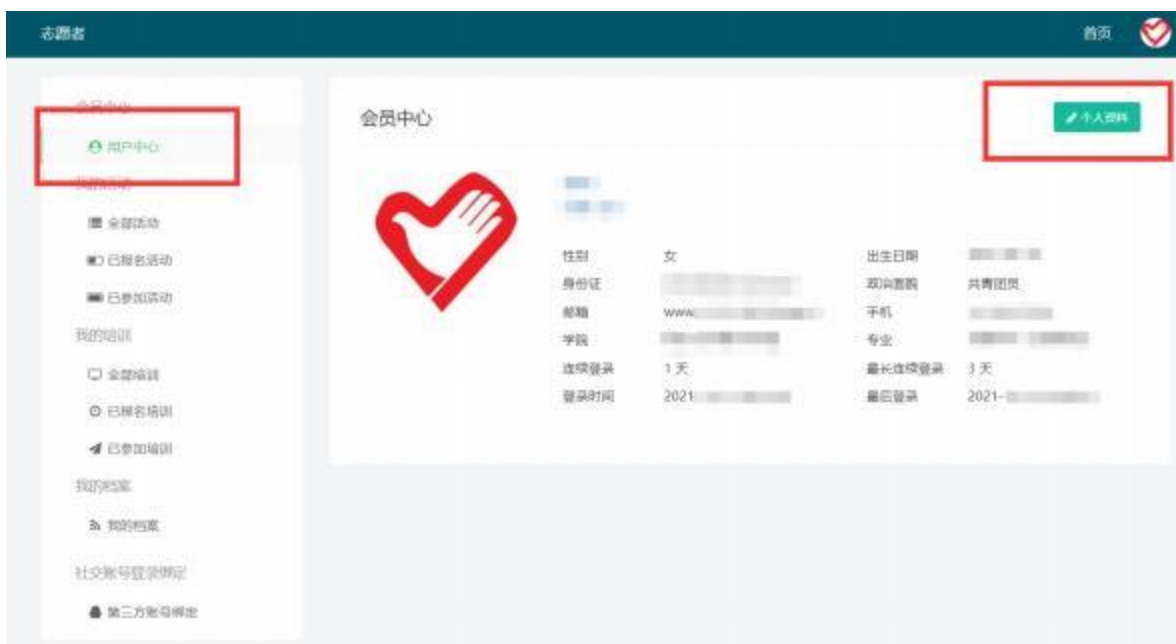 志愿者 首页
会员中心
用户中心
我的活动
全部活动
已报名活动
已参加活动
我的培训
全部培训
已报名培训
已参加培训
我的档案
我的档案
社交账号登录绑定
第三方账号绑定
会员中心 个人资料
性别 女 出生日期
身份证 政治面貌 共青团员
邮箱 www. 手机
学院 专业
连续登录 1 天 最长连续登录 3 天
登录时间 2021 最后登录 2021-